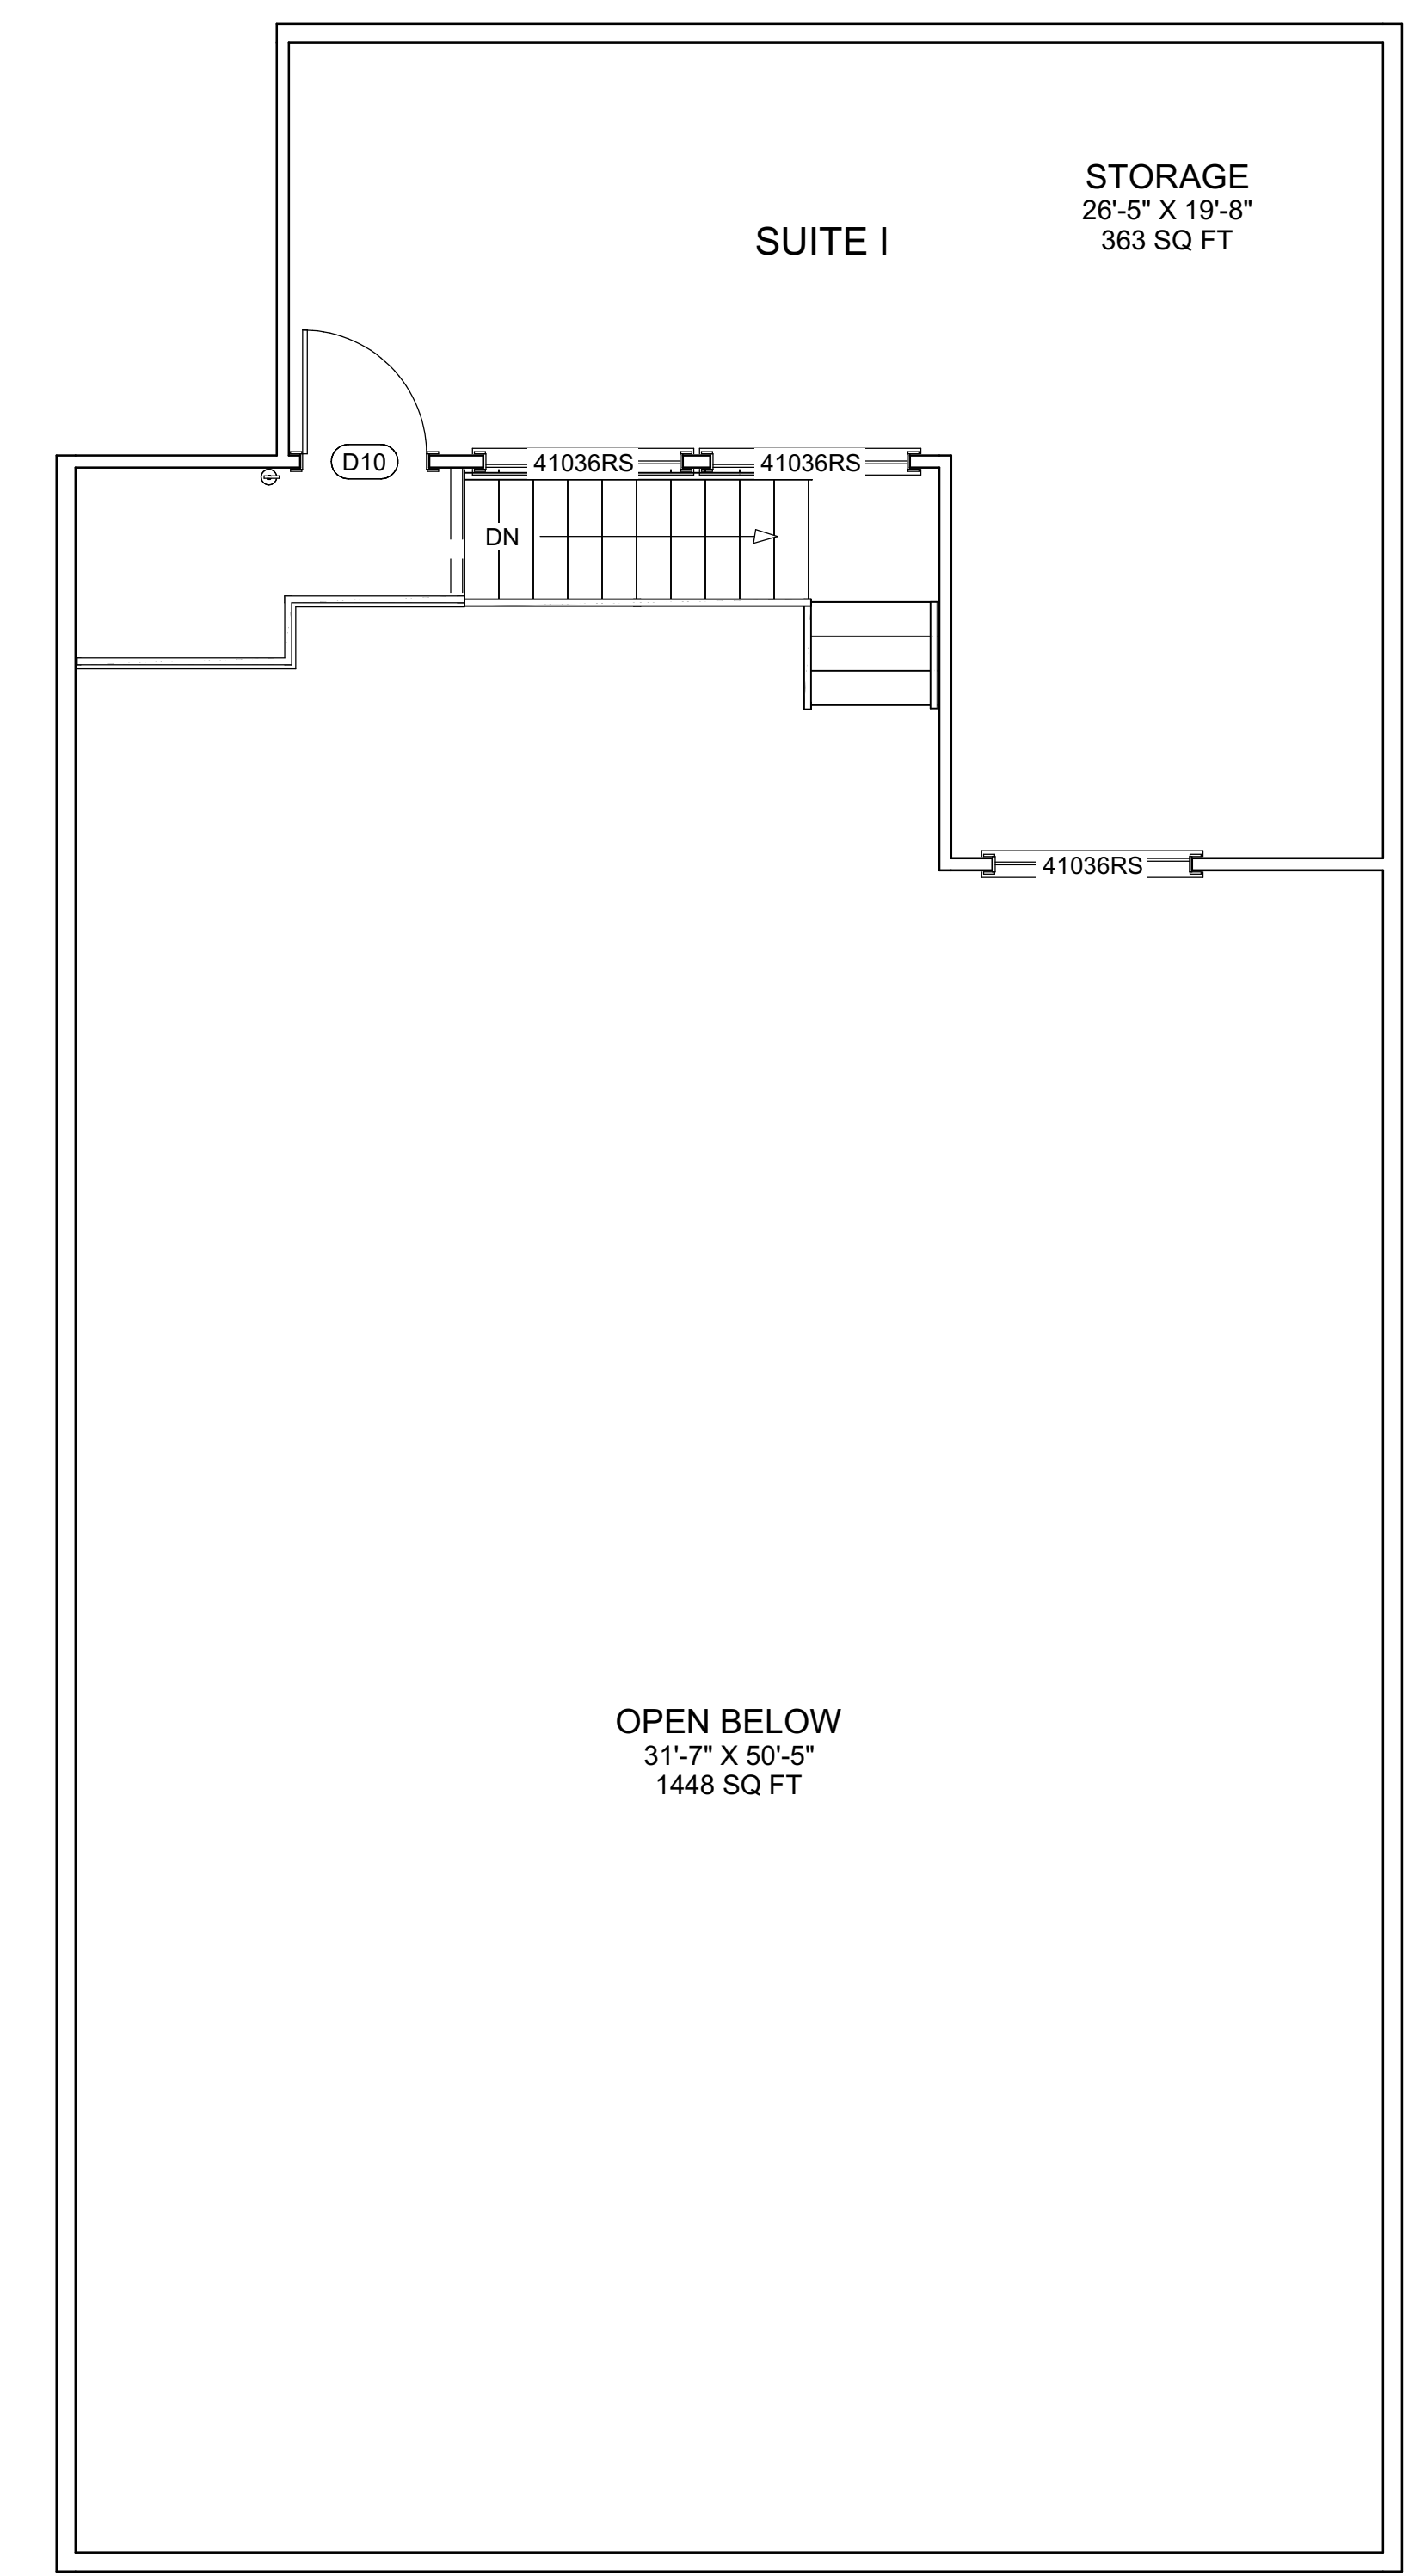 STORAGE
26'-5" X 19'-8"
363 SQ FT
SUITE I
D10
41036RS
41036RS
DN
41036RS
OPEN BELOW
31'-7" X 50'-5"
1448 SQ FT